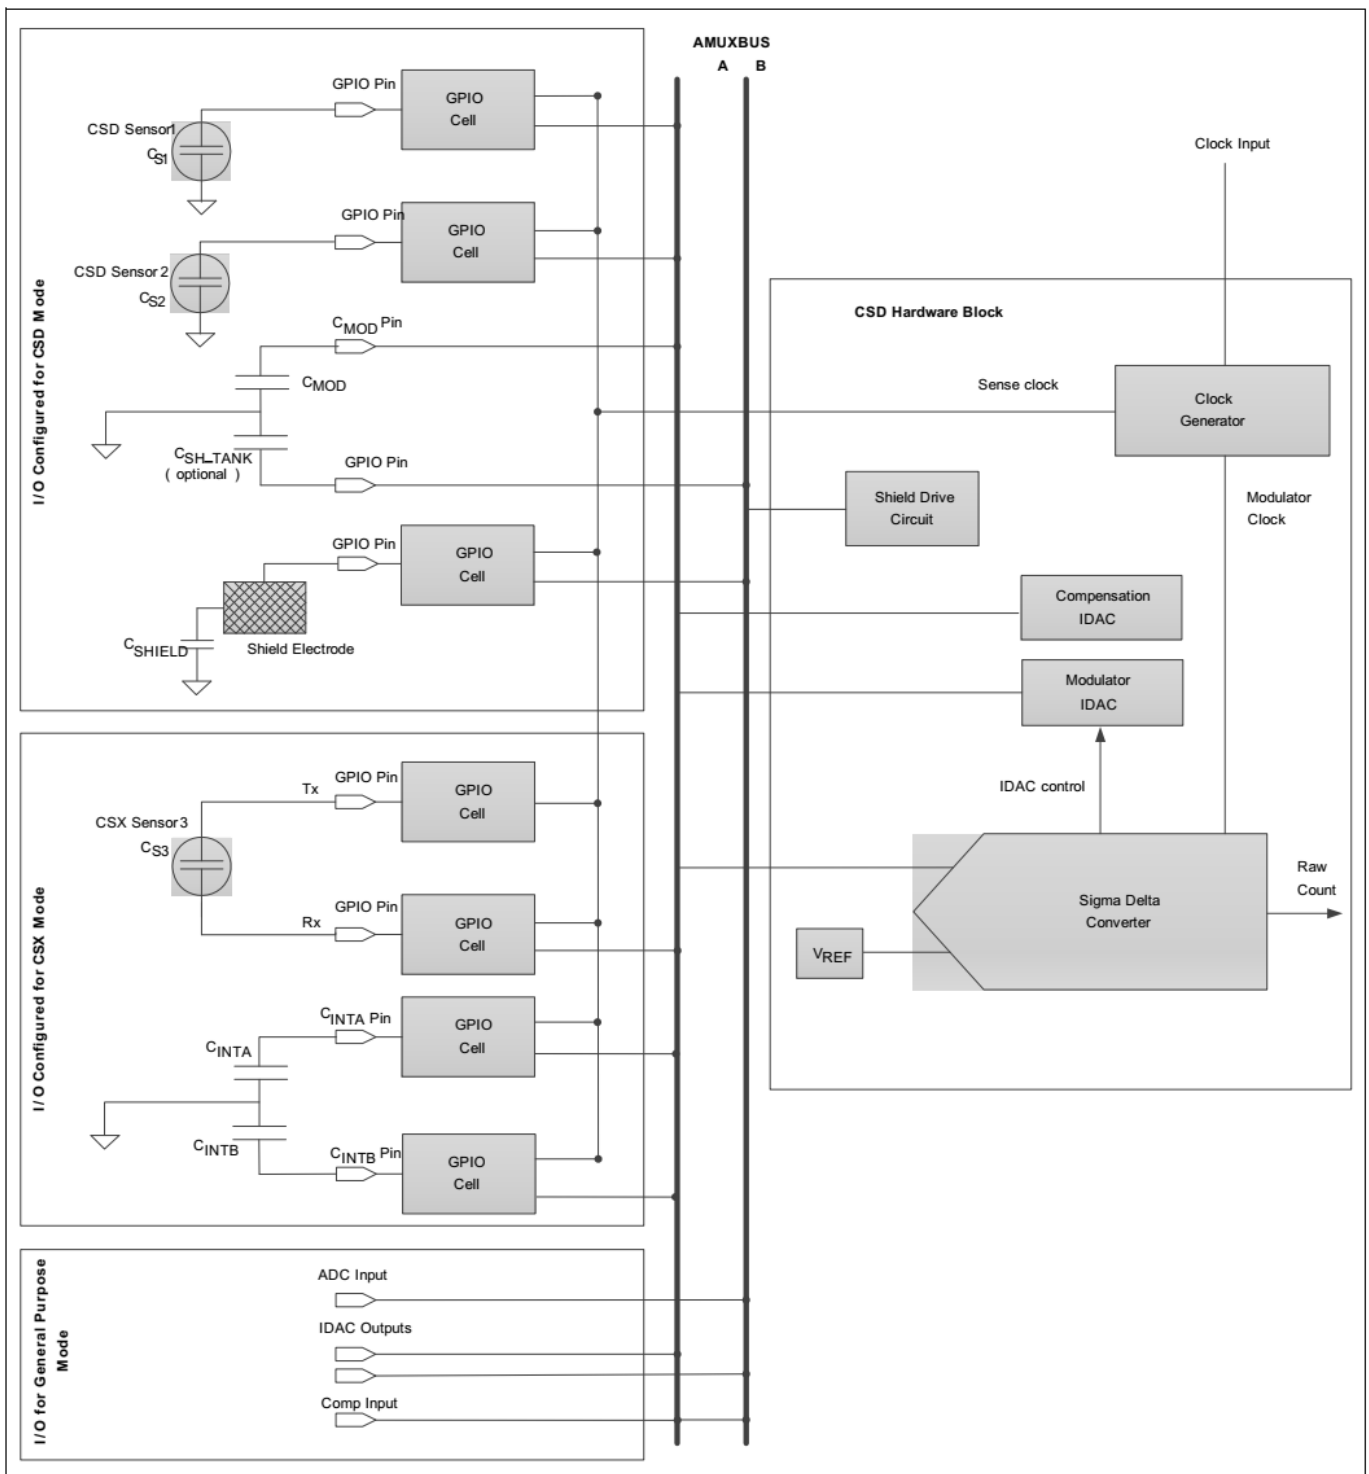 AMUXBUS
A B
I/O Configured for CSD Mode
GPIO Pin
GPIO
Cell
CSD Sensor1
CS1
GPIO Pin
GPIO
Cell
CSD Sensor 2
CS2
CMOD Pin
CMOD
CSH_TANK
( optional )
GPIO Pin
GPIO Pin
GPIO
Cell
CSHIELD
Shield Electrode
I/O Configured for CSX Mode
Tx
GPIO Pin
GPIO
Cell
CSX Sensor3
CS3
Rx
GPIO Pin
GPIO
Cell
CINTA Pin
GPIO
Cell
CINTA
CINTB
CINTB Pin
GPIO
Cell
I/O for General Purpose
Mode
ADC Input
IDAC Outputs
Comp Input
Clock Input
CSD Hardware Block
Sense clock
Clock
Generator
Shield Drive
Circuit
Modulator
Clock
Compensation
IDAC
Modulator
IDAC
IDAC control
Sigma Delta
Converter
Raw
Count
VREF